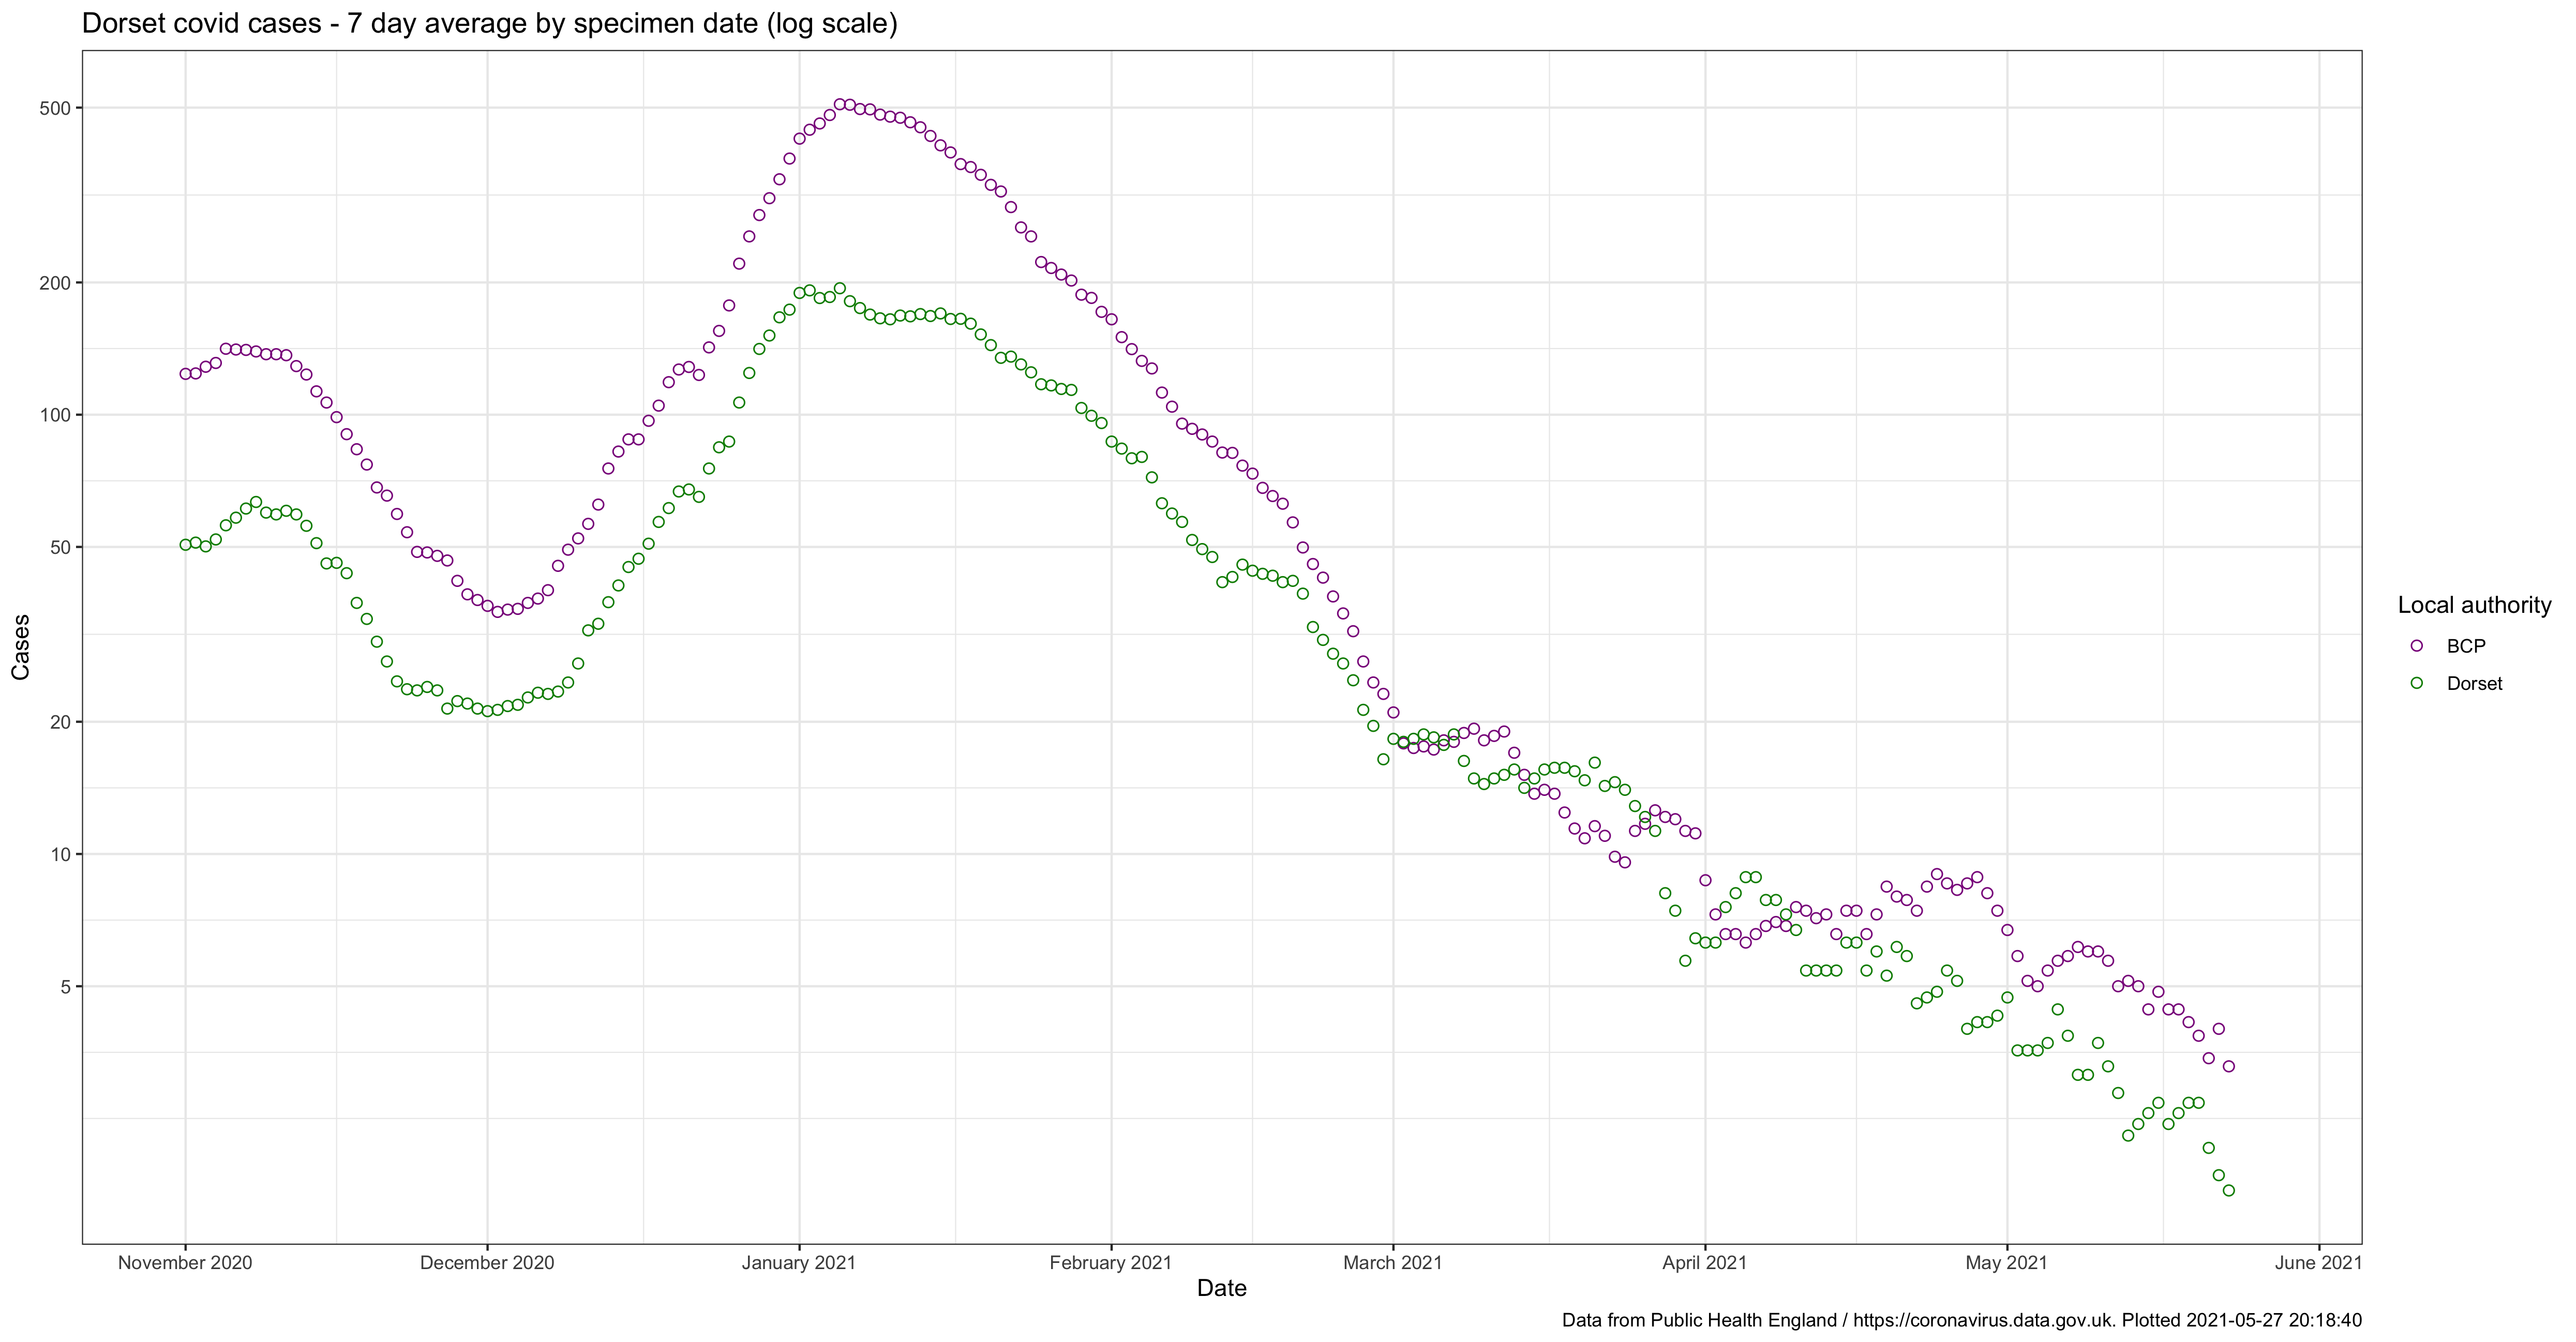 Dorset covid cases - 7 day average by specimen date (log scale)
500
200
100
50
20
10
5
Cases
November 2020
December 2020
January 2021
February 2021
March 2021
April 2021
May 2021
June 2021
Date
Local authority
BCP
Dorset
Data from Public Health England / https://coronavirus.data.gov.uk. Plotted 2021-05-27 20:18:40